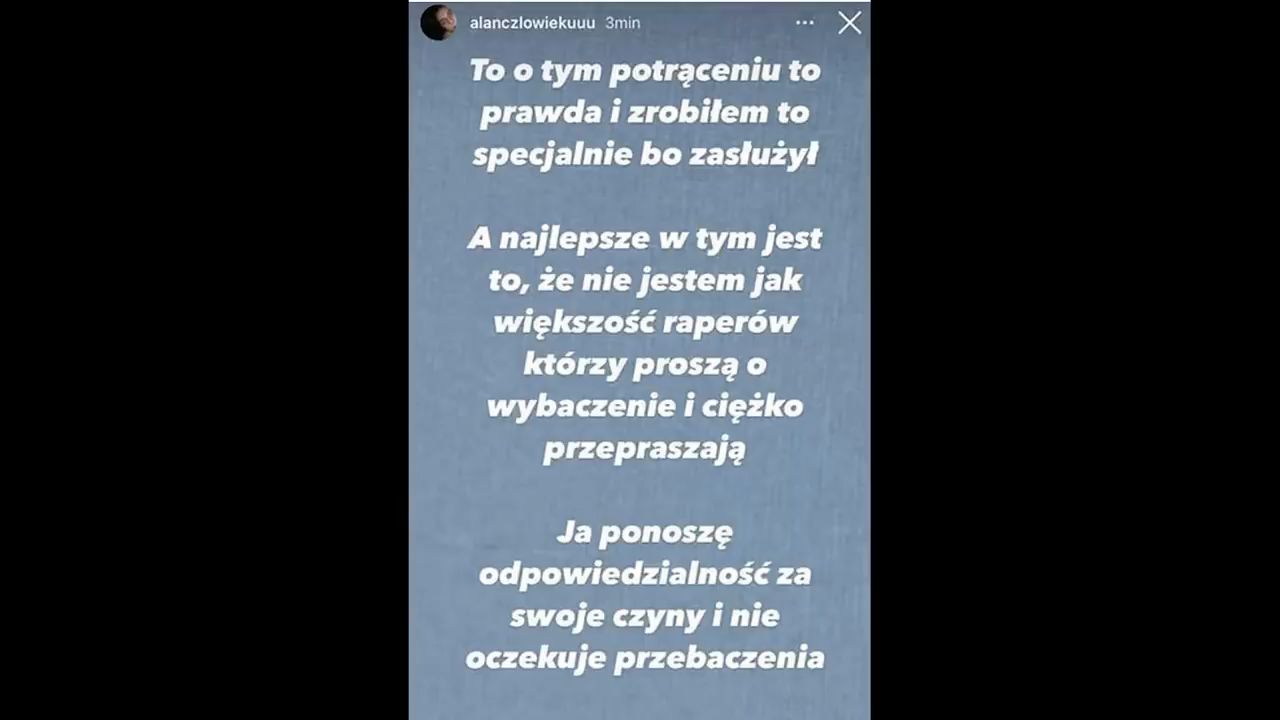 alanczlowiekuuu 3min
To o tym potrąceniu to
prawda i zrobiłem to
specjalnie bo zasłużył
A najlepsze w tym jest
to, że nie jestem jak
większość raperów
którzy proszą o
wybaczenie i ciężko
przepraszają
Ja ponoszę
odpowiedzialność za
swoje czyny i nie
oczekuje przebaczenia